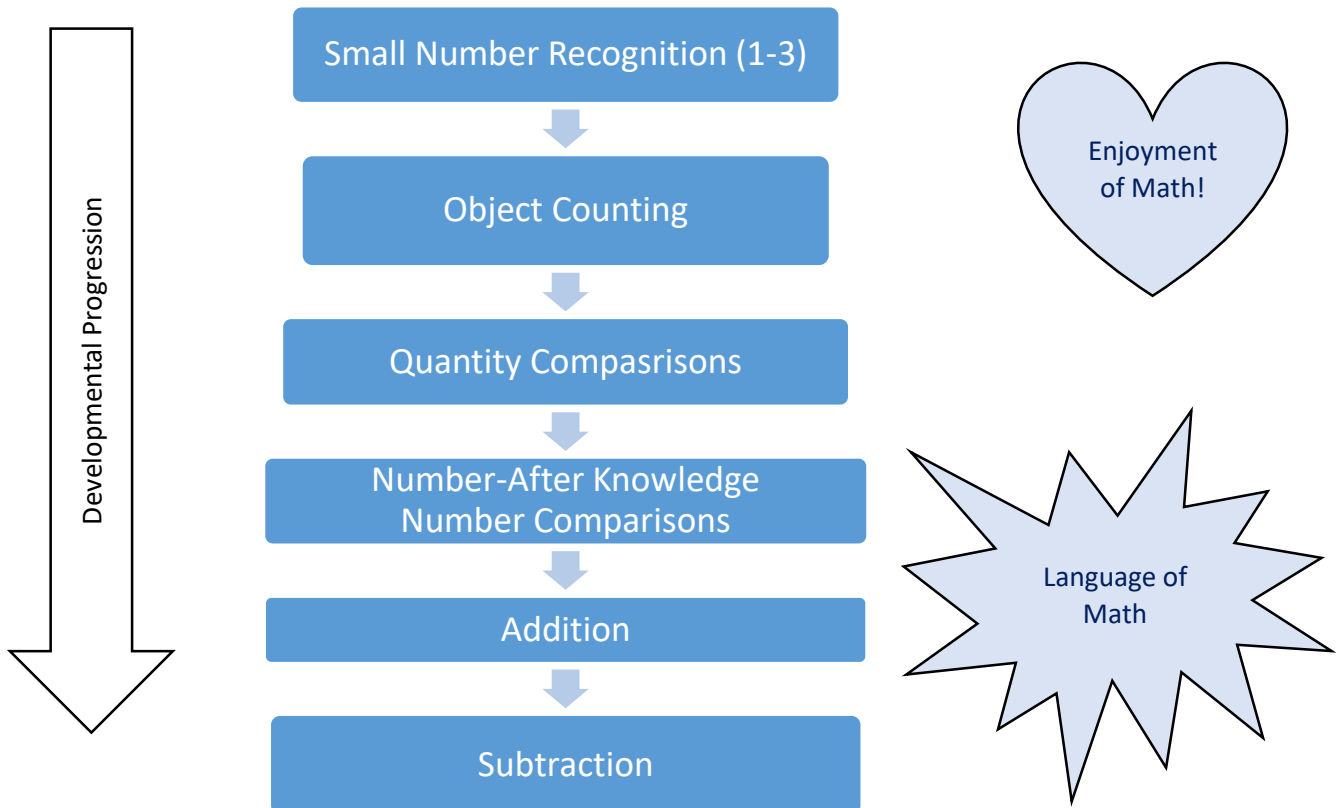 Developmental Progression
Small Number Recognition (1-3)
Object Counting
Quantity Compasrisons
Number-After Knowledge
Number Comparisons
Addition
Subtraction
Enjoyment
of Math!
Language of
Math